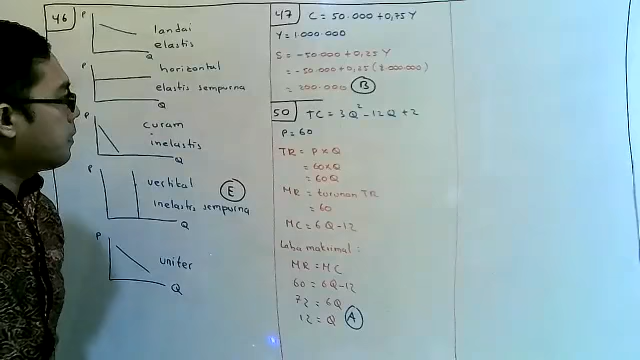 46
P
landai
elastis
Q
P
horizontal
elastis sempurna
Q
P
curam
inelastis
Q
P
vertikal
E
inelastis sempurna
Q
P
uniter
Q
47
C = 50.000 + 0,75 Y
Y = 1.000.000
S = -50.000 + 0,25 Y
= -50.000 + 0,25 (1.000.000)
= 200.000 B
50
TC = 3Q² - 12Q + 2
P = 60
TR = P x Q
= 60 x Q
= 60Q
MR = turunan TR
= 60
MC = 6Q - 12
Laba maksimal :
MR = MC
60 = 6Q - 12
72 = 6Q
12 = Q A